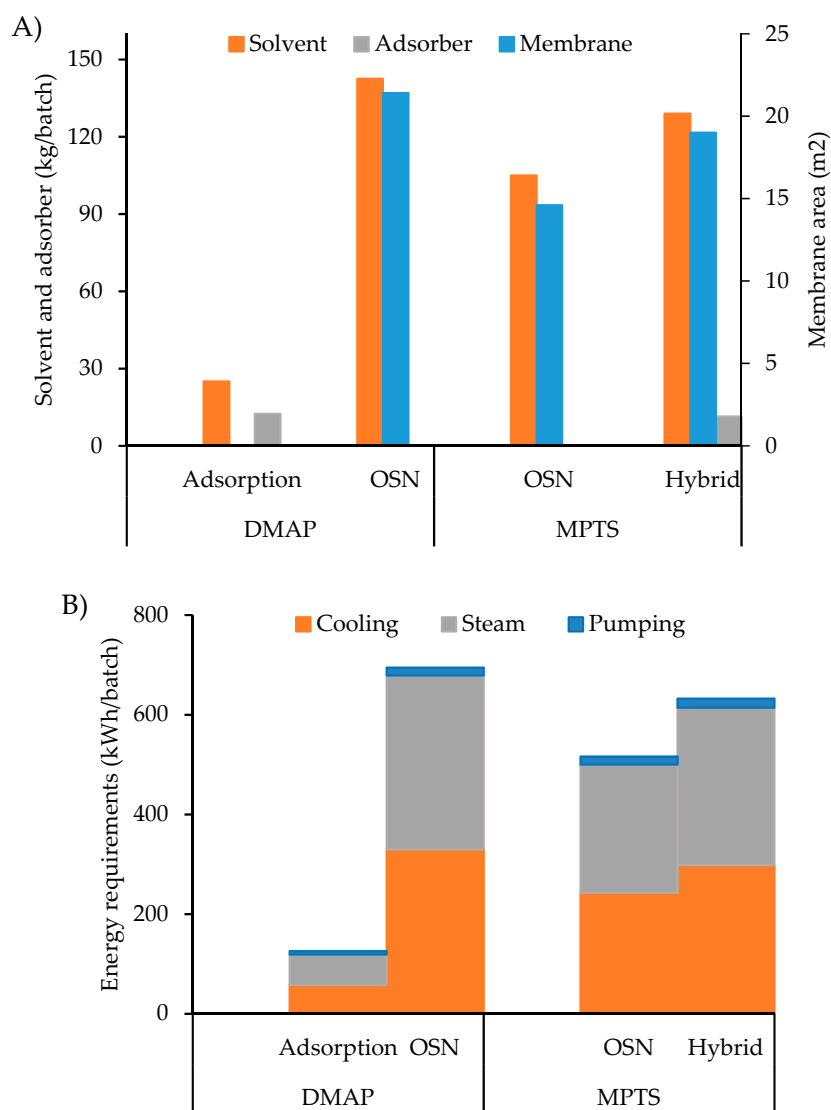 A)
Solvent Adsorber Membrane
Solvent and adsorber (kg/batch)
150
120
90
60
30
0
25
20
15
10
5
0
Membrane area (m2)
Adsorption OSN OSN Hybrid
DMAP MPTS
B)
Cooling Steam Pumping
Energy requirements (kWh/batch)
800
600
400
200
0
Adsorption OSN OSN Hybrid
DMAP MPTS